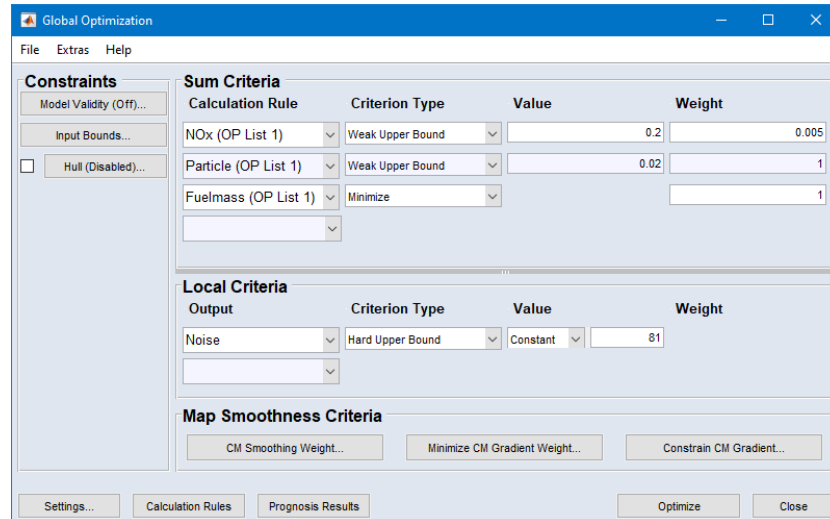 Global Optimization
File Extras Help
Constraints
Model Validity (Off)...
Input Bounds...
Hull (Disabled)...
Sum Criteria
Calculation Rule Criterion Type Value Weight
NOx (OP List 1) Weak Upper Bound 0.2 0.005
Particle (OP List 1) Weak Upper Bound 0.02 1
Fuelmass (OP List 1) Minimize 1
Local Criteria
Output Criterion Type Value Weight
Noise Hard Upper Bound Constant 81
Map Smoothness Criteria
CM Smoothing Weight... Minimize CM Gradient Weight... Constrain CM Gradient...
Settings... Calculation Rules Prognosis Results Optimize Close